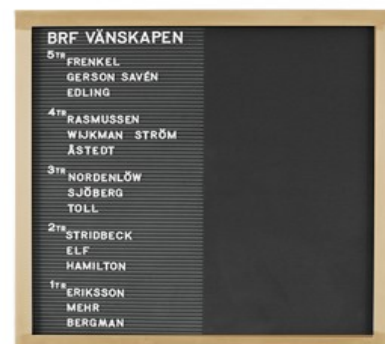 BRF VÄNSKAPEN
5TR FRENKEL
GERSON SAVÉN
EDLING
4TR RASMUSSEN
WIJKMAN STRÖM
ÅSTEDT
3TR NORDENLÖW
SJÖBERG
TOLL
2TR STRIDBECK
ELF
HAMILTON
1TR ERIKSSON
MEHR
BERGMAN